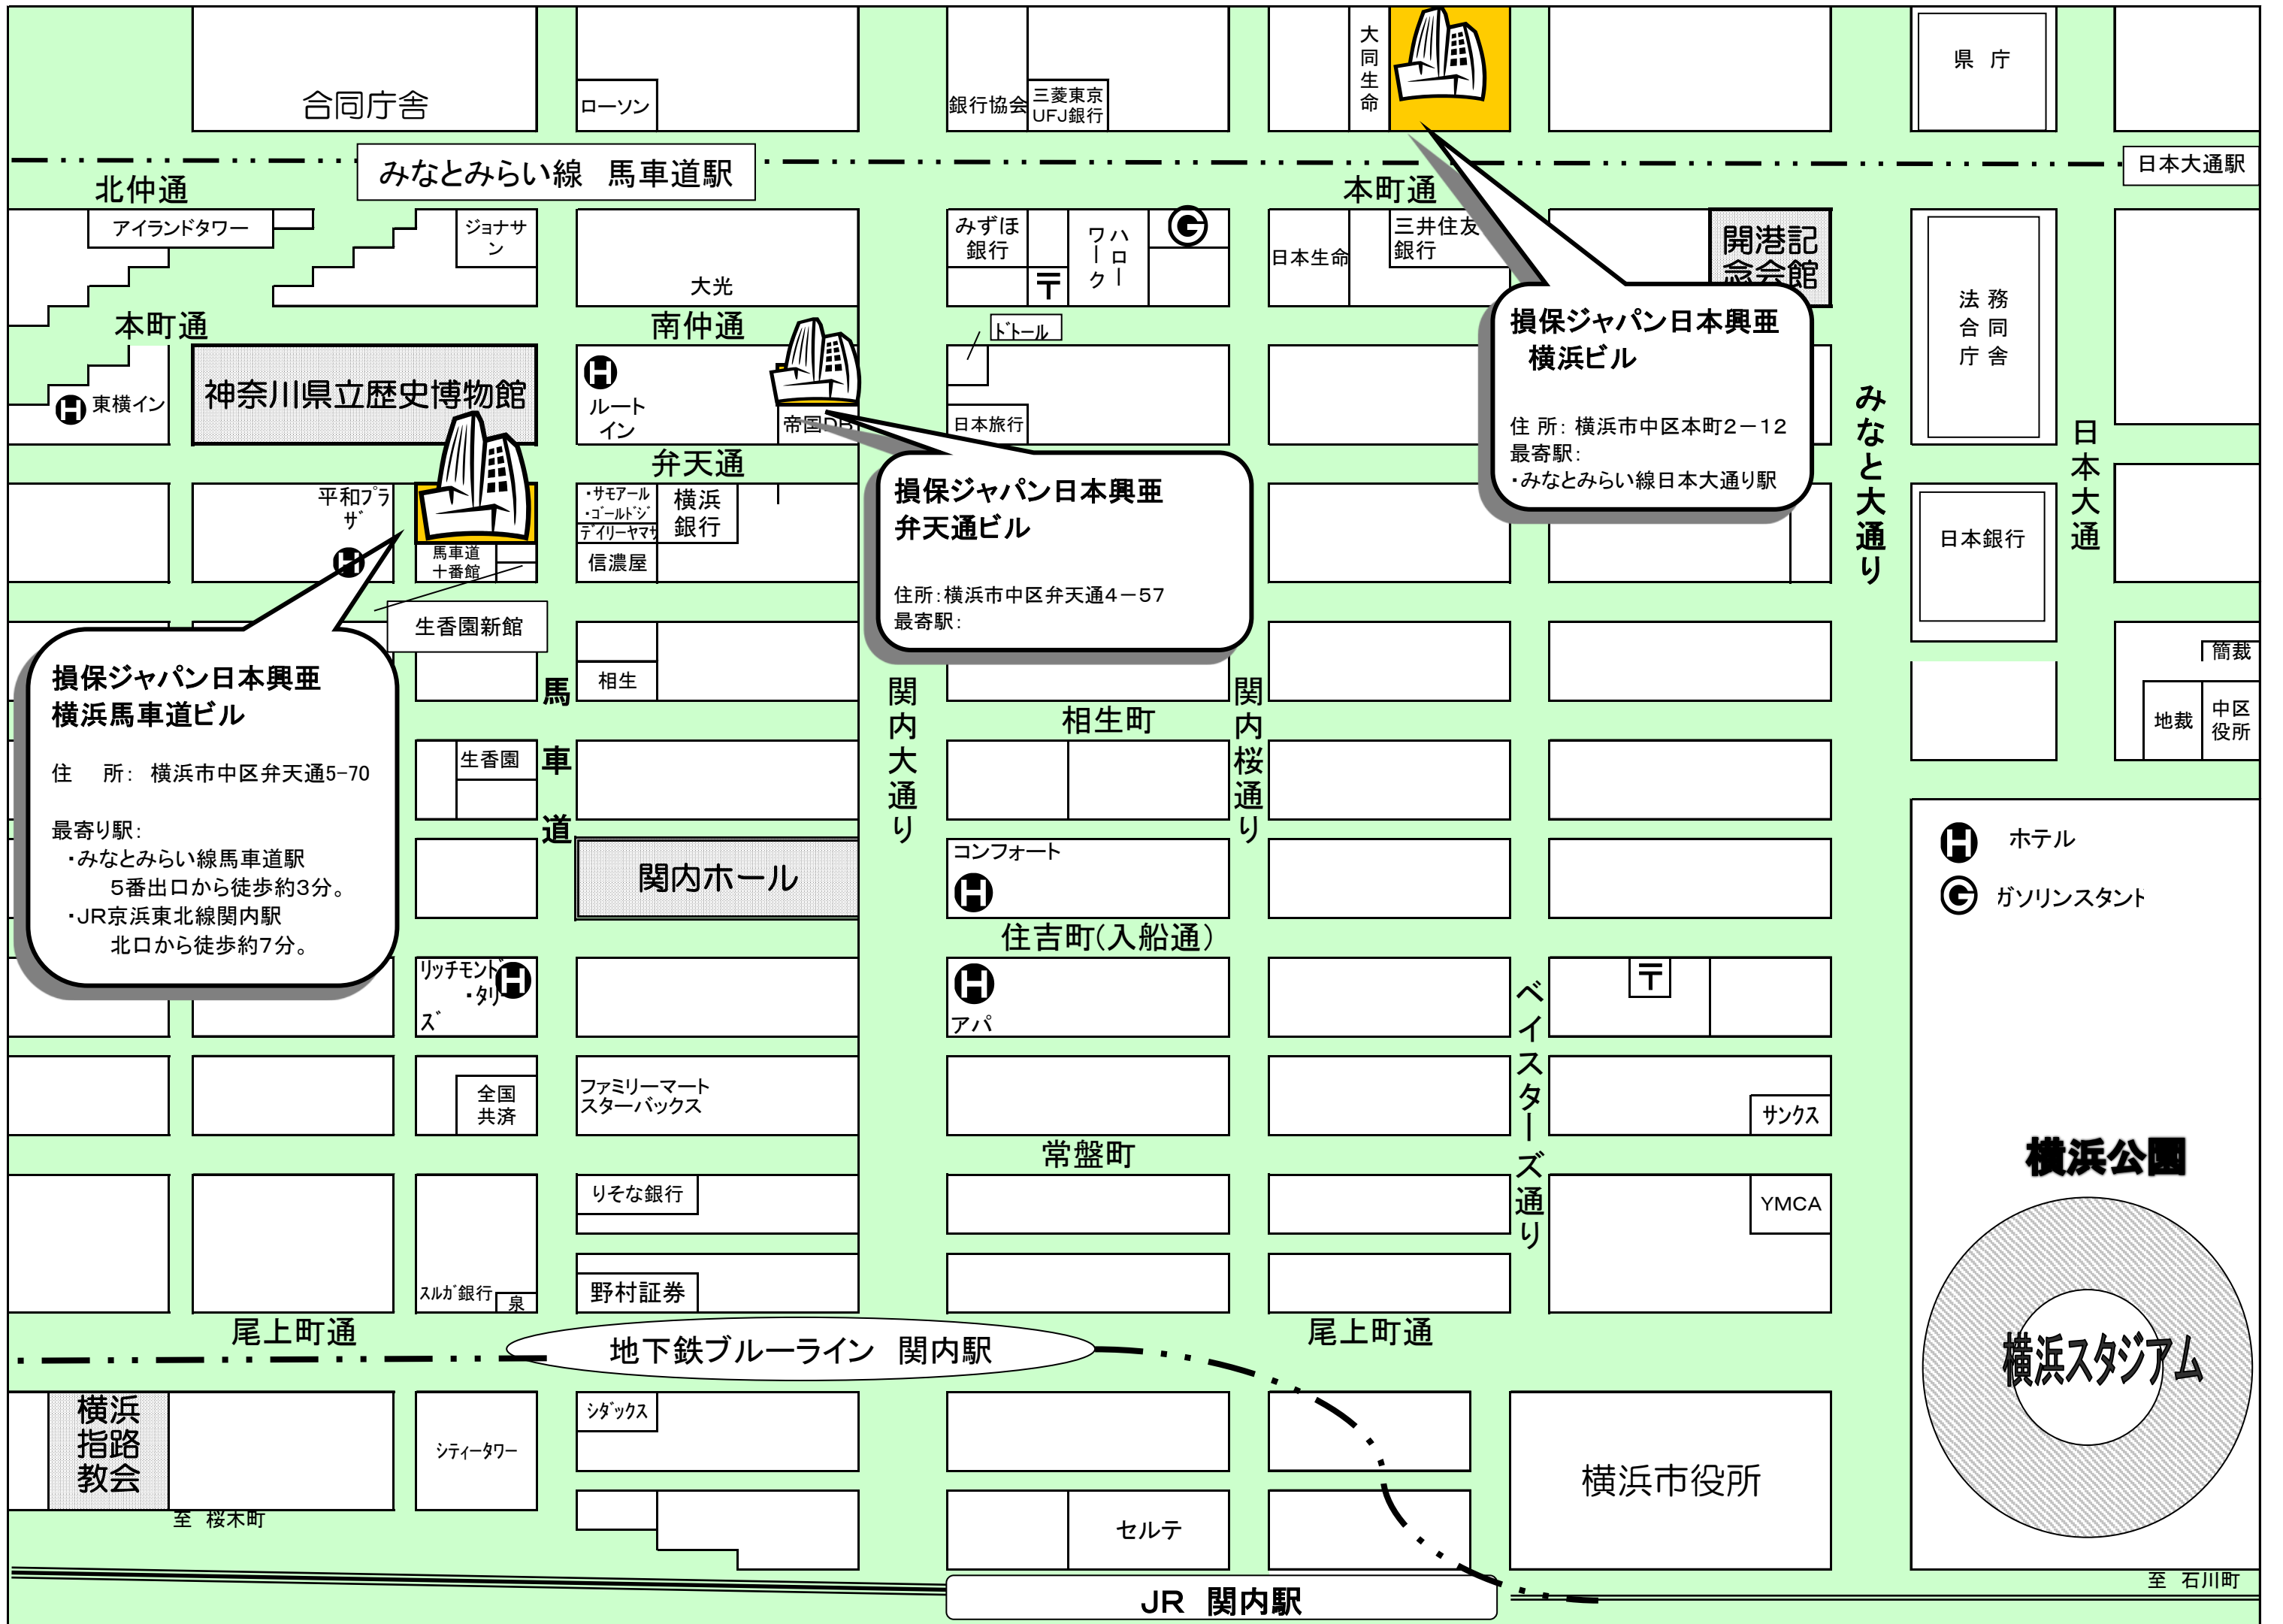 合同庁舎
ローソン
銀行協会
三菱東京
UFJ銀行
大同生命
県 庁
みなとみらい線 馬車道駅
日本大通駅
北仲通
本町通
アイランドタワー
ジョナサ
ン
大光
みずほ
銀行
〒
ハローワーク
G
日本生命
三井住友
銀行
開港記
念会館
法務
合同
庁舎
本町通
南仲通
ドトール
神奈川県立歴史博物館
H 東横イン
H
ルート
イン
帝国DB
日本旅行
損保ジャパン日本興亜
横浜ビル
住 所: 横浜市中区本町2-12
最寄駅:
・みなとみらい線日本大通り駅
みなと大通り
日本大通
弁天通
平和プラ
ザ
H
馬車道
十番館
・サモアール
・ゴールドジ
デイリーヤマザ
信濃屋
横浜
銀行
損保ジャパン日本興亜
弁天通ビル
住所:横浜市中区弁天通4-57
最寄駅:
日本銀行
生香園新館
損保ジャパン日本興亜
横浜馬車道ビル
住 所: 横浜市中区弁天通5-70
最寄り駅:
・みなとみらい線馬車道駅
5番出口から徒歩約3分。
・JR京浜東北線関内駅
北口から徒歩約7分。
馬車道
相生
関内大通り
相生町
関内桜通り
簡裁
地裁
中区
役所
生香園
関内ホール
コンフォート
H
H ホテル
G ガソリンスタント
住吉町(入船通)
リッチモンド
・タリー
ズ
H
H
アパ
ベイスターズ通り
〒
全国
共済
ファミリーマート
スターバックス
サンクス
常盤町
横浜公園
りそな銀行
YMCA
スルガ銀行
泉
野村証券
尾上町通
地下鉄ブルーライン 関内駅
尾上町通
横浜スタジアム
横浜
指路
教会
シティータワー
シダックス
横浜市役所
至 桜木町
セルテ
JR 関内駅
至 石川町